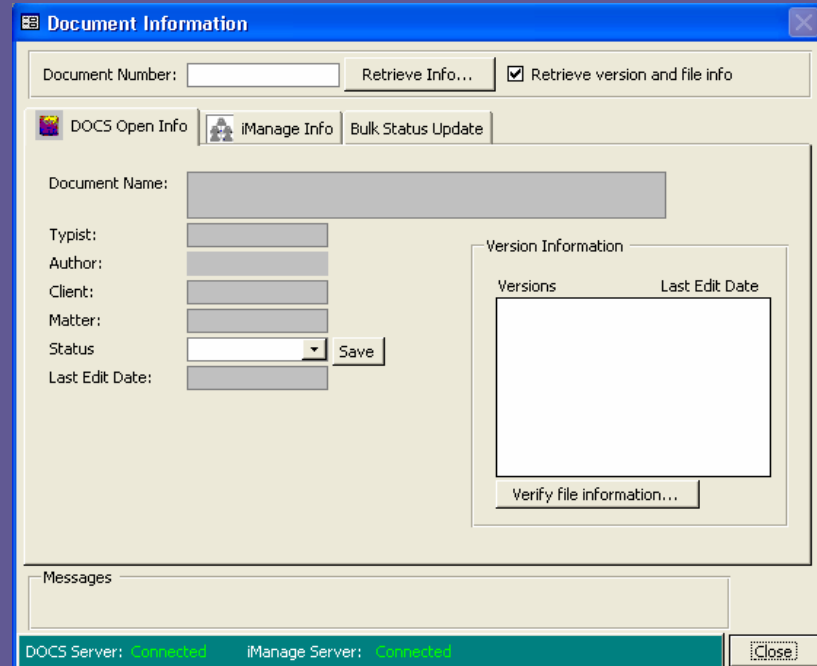 Document Information
Document Number: Retrieve Info... Retrieve version and file info
DOCS Open Info iManage Info Bulk Status Update
Document Name:
Typist:
Author:
Client:
Matter:
Status Save
Last Edit Date:
Version Information
Versions Last Edit Date
Verify file information...
Messages
DOCS Server: Connected iManage Server: Connected Close